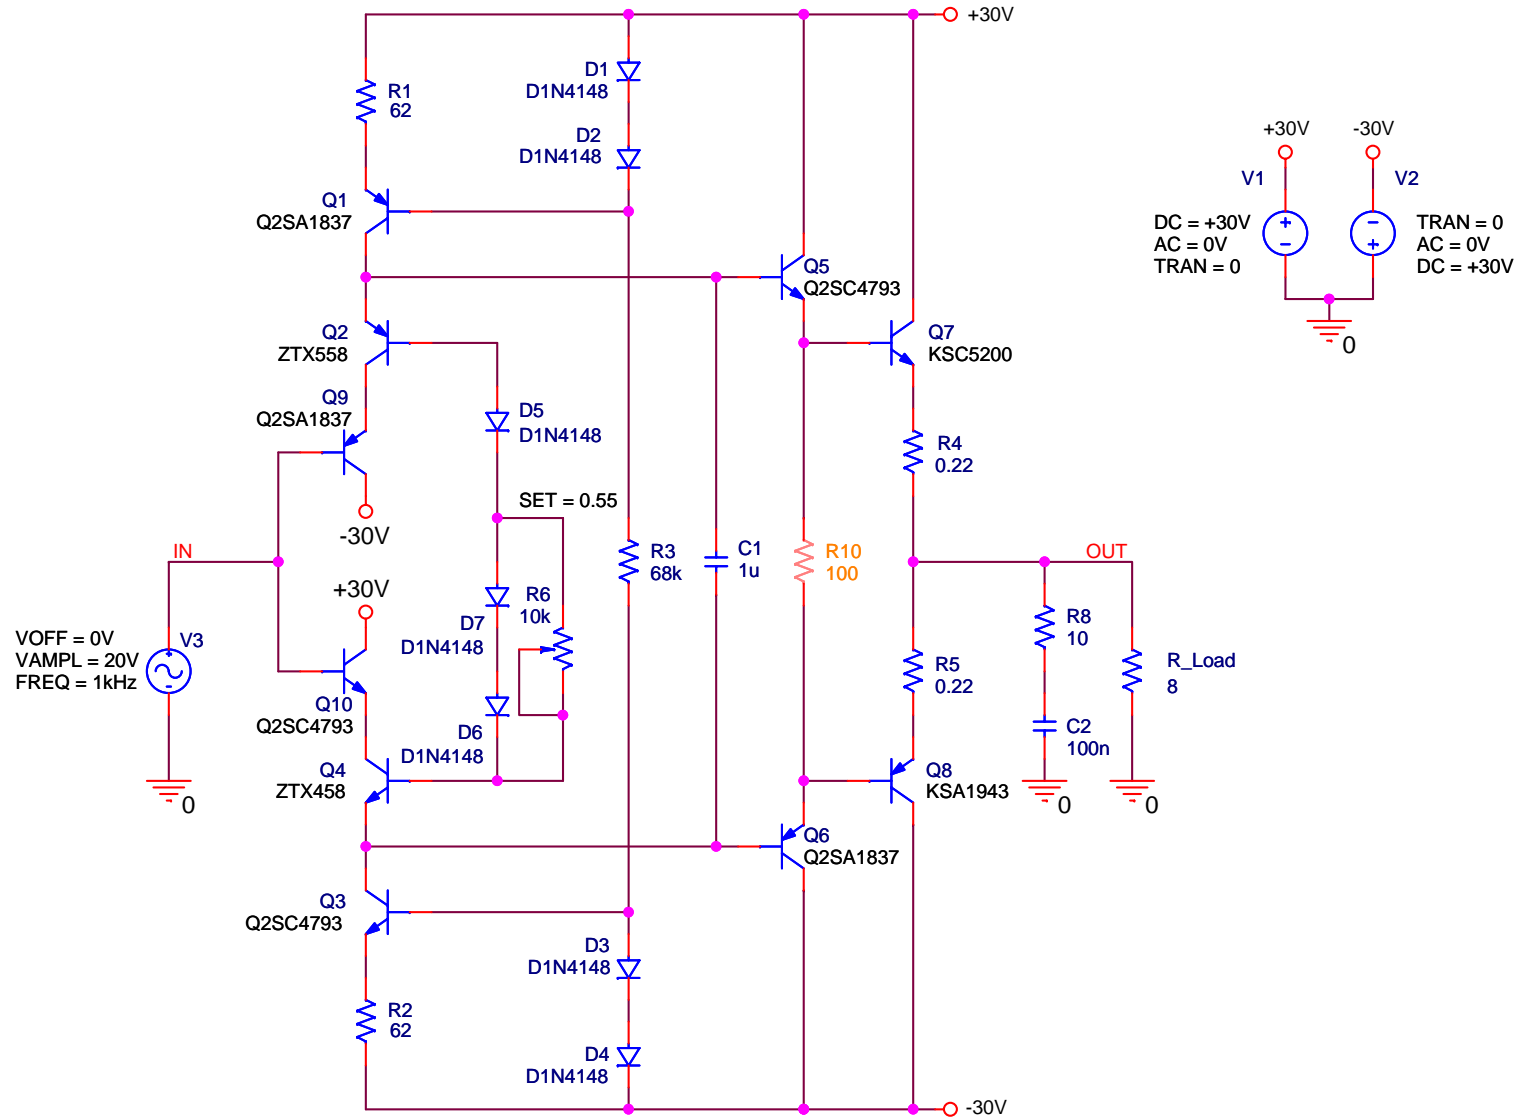 +30V
R1
62
D1
D1N4148
D2
D1N4148
Q1
Q2SA1837
Q5
Q2SC4793
Q2
ZTX558
Q7
KSC5200
Q9
Q2SA1837
D5
D1N4148
R4
0.22
-30V
SET = 0.55
IN
+30V
R3
68k
C1
1u
R10
100
OUT
R6
10k
D7
D1N4148
R8
10
VOFF = 0V
VAMPL = 20V
FREQ = 1kHz
V3
R5
0.22
R_Load
8
Q10
Q2SC4793
D6
D1N4148
C2
100n
Q4
ZTX458
Q8
KSA1943
0
0
0
Q6
Q2SA1837
Q3
Q2SC4793
D3
D1N4148
R2
62
D4
D1N4148
-30V
+30V
-30V
V1
V2
DC = +30V
AC = 0V
TRAN = 0
TRAN = 0
AC = 0V
DC = +30V
0